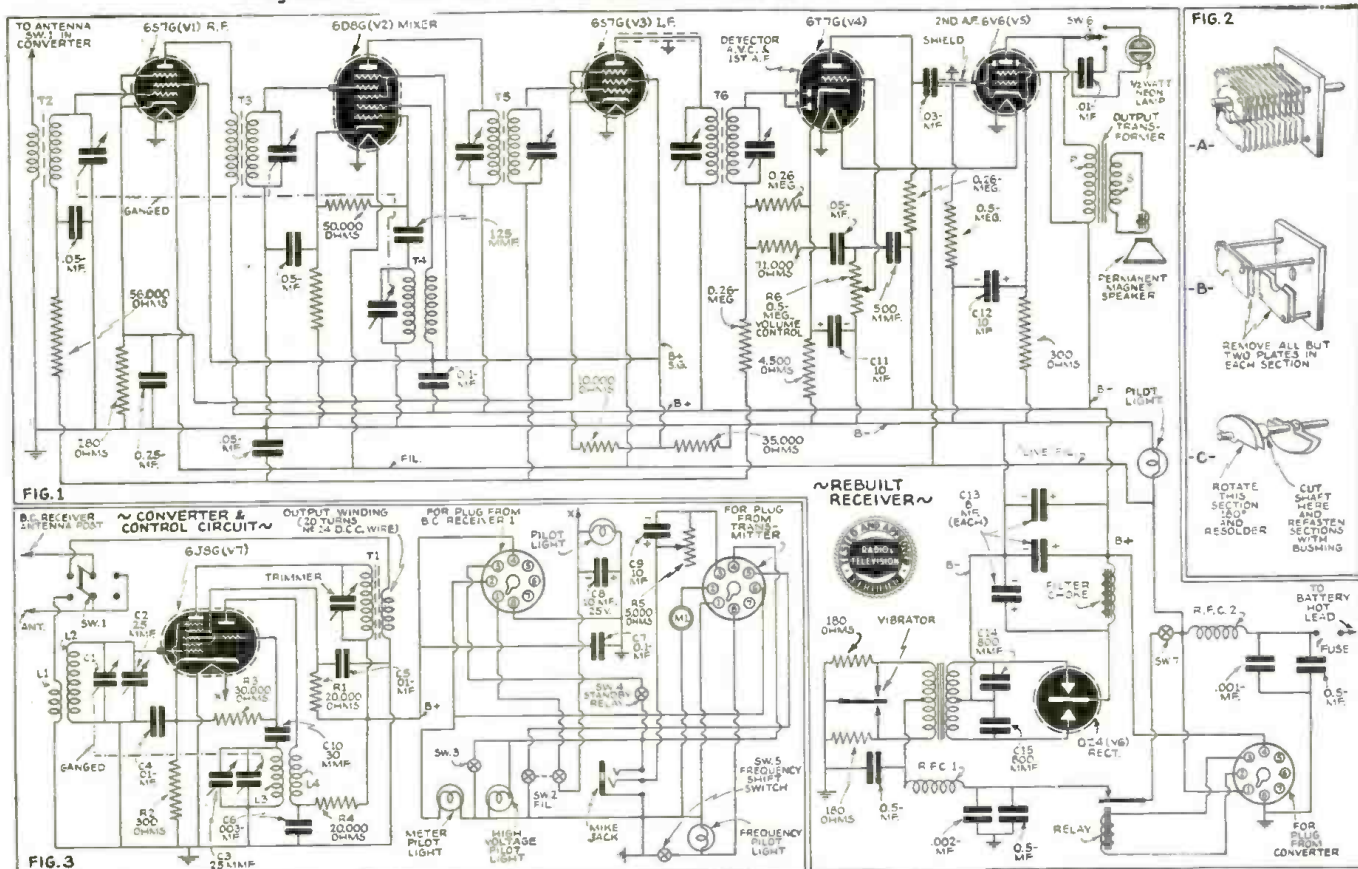 TO ANTENNA
SW.1 IN
CONVERTER
6S7G(V1) R.F.
6D8G(V2) MIXER
6S7G(V3) I.F.
6T7G(V4)
DETECTOR
A.V.C. &
1ST A.F.
2ND A.F. 6V6(V5)
SHIELD
SW.6
.01-
MF.
1/2 WATT
NEON
LAMP
OUTPUT
TRANS-
FORMER
P
S
PERMANENT
MAGNET
SPEAKER
T2
T3
T5
T6
T4
GANGED
.05-
MF.
56,000
OHMS
280
OHMS
0.25-
MF.
.05-
MF.
.05-
MF.
50,000
OHMS
125
MMF.
0.1-
MF.
10,000
OHMS
35,000
OHMS
B+
S.G.
0.26
MEG.
71,000
OHMS
0.26-
MEG.
.05-
MF.
R6
0.5-
MEG.
VOLUME
CONTROL
500
MMF.
4,500
OHMS
C11
10
MF
.03-
MF
0.26-
MEG.
0.5-
MEG.
C12
10
MF
300
OHMS
B+
B-
B-
FIL.
PILOT
LIGHT
FIG.1
FIG.2
-A-
-B-
REMOVE ALL BUT
TWO PLATES IN
EACH SECTION
-C-
ROTATE
THIS
SECTION
180°
AND
RESOLDER
CUT
SHAFT
HERE
AND
REFASTEN
SECTIONS
WITH
BUSHING
B.C. RECEIVER
ANTENNA POST
~ CONVERTER &
CONTROL CIRCUIT ~
6J8G(V7)
OUTPUT WINDING
(20 TURNS
Nº 24 D.C.C. WIRE)
T1
TRIMMER
SW.1
ANT.
L1
L2
C1
C2
25
MMF.
R3
30,000
OHMS
X
R1
20,000
OHMS
C5
.01-
MF
B+
GANGED
C4
.01-
MF
R2
300
OHMS
C3
25 MMF.
L3
L4
C6
.003-
MF
C10
30
MMF.
R4
20,000
OHMS
FIG.3
FOR PLUG FROM
B.C. RECEIVER 1
PILOT
LIGHT
X
C8
10 MF.
25 V.
C9
10
MF
R5
5,000
OHMS
C7
0.1-
MF
FOR PLUG
FROM TRANS-
MITTER
M1
SW.4
STANDBY
RELAY
SW.3
SW.2
FIL.
METER
PILOT
LIGHT
HIGH
VOLTAGE
PILOT
LIGHT
MIKE
JACK
SW.5
FREQUENCY
SHIFT
SWITCH
FREQUENCY
PILOT
LIGHT
~REBUILT
RECEIVER~
RADIO &
TELEVISION
C13
8
MF.
(EACH)
B-
B+
FILTER
CHOKE
180
OHMS
VIBRATOR
C14
800
MMF.
C15
800
MMF.
OZ4(V6)
RECT.
180
OHMS
0.5-
MF
R.F.C.1
.002-
MF
0.5-
MF
RELAY
SW.7
R.F.C.2
TO
BATTERY
HOT
LEAD
FUSE
.001-
MF.
0.5-
MF.
FOR
PLUG
FROM
CONVERTER